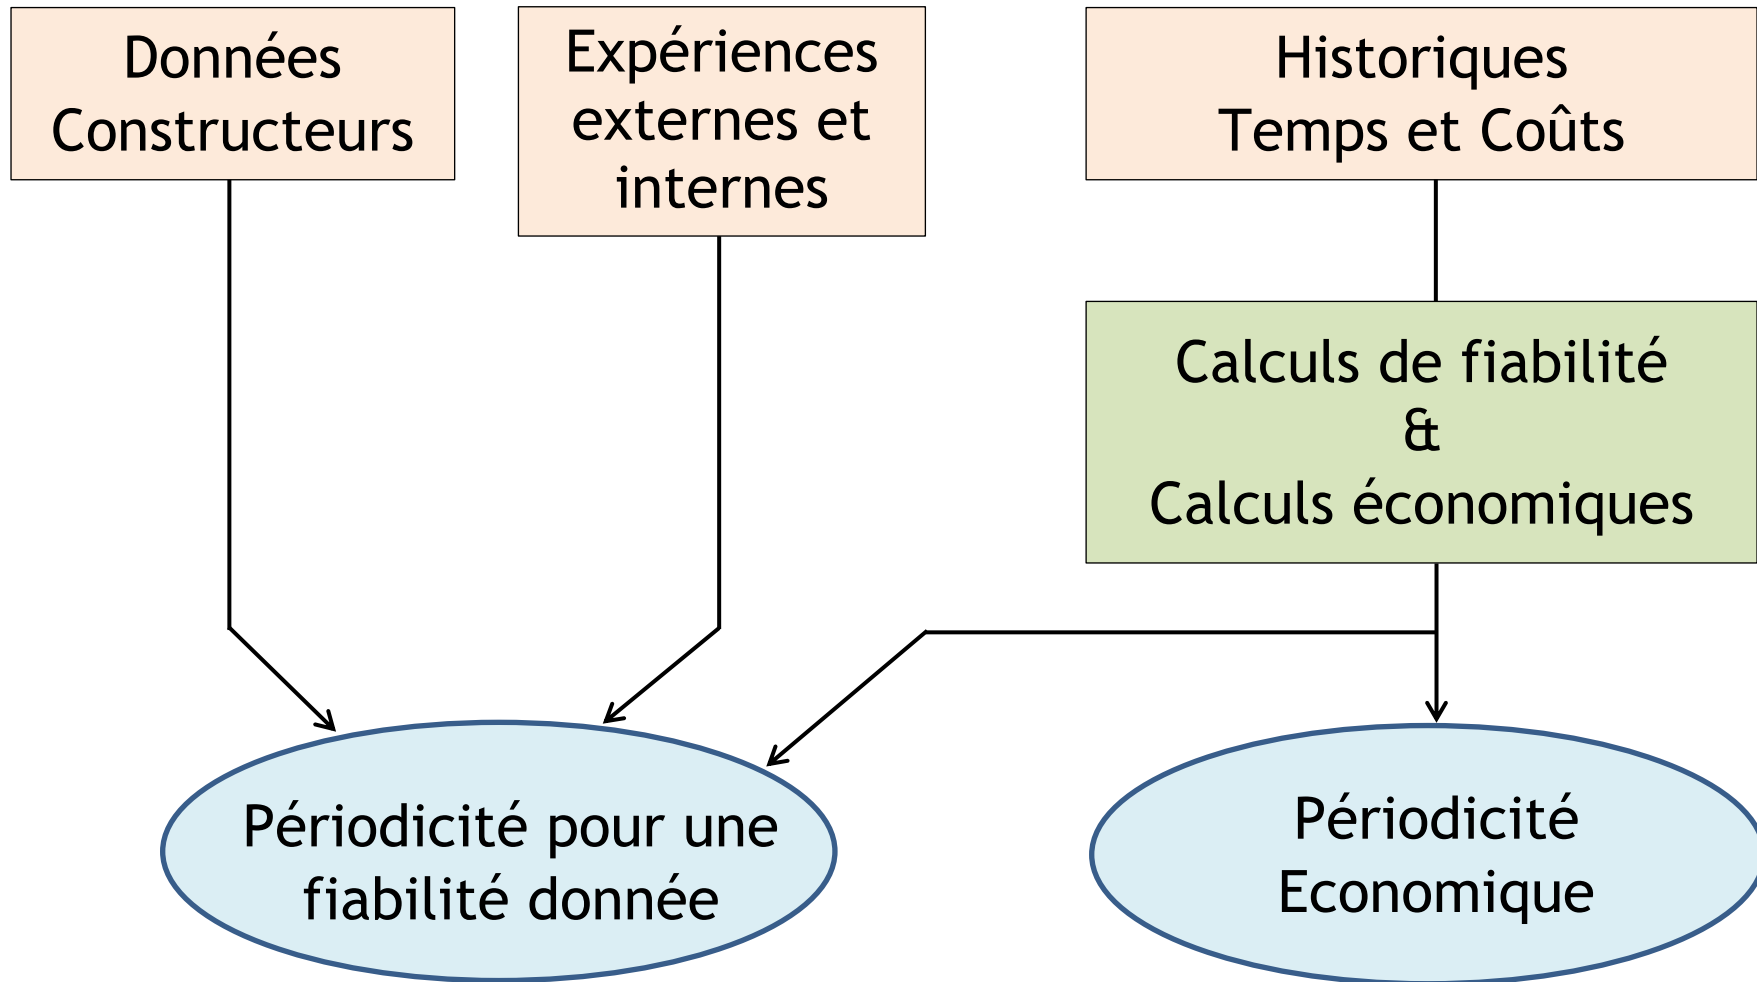 Données
Constructeurs
Expériences
externes et
internes
Historiques
Temps et Coûts
Calculs de fiabilité
&
Calculs économiques
Périodicité pour une
fiabilité donnée
Périodicité
Economique